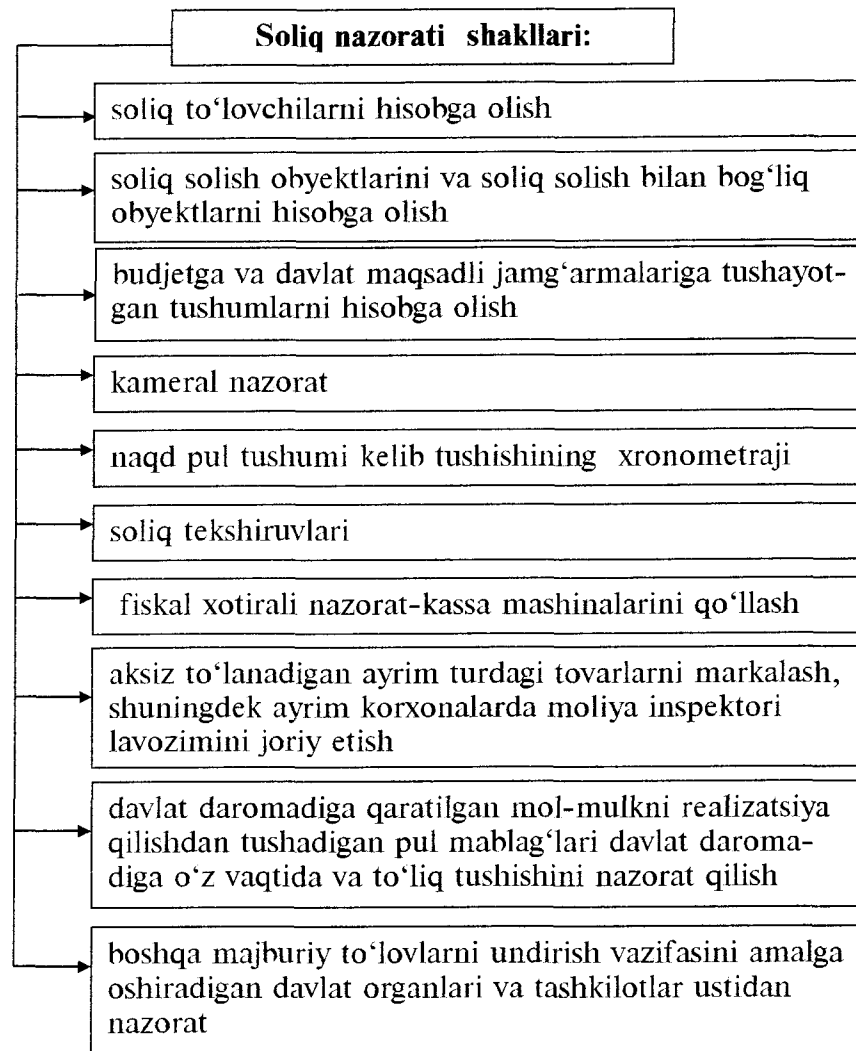 Soliq nazorati shakllari:
soliq to‘lovchilarni hisobga olish
soliq solish obyektlarini va soliq solish bilan bog‘liq
obyektlarni hisobga olish
budjetga va davlat maqsadli jamg‘armalariga tushayot-
gan tushumlarni hisobga olish
kameral nazorat
naqd pul tushumi kelib tushishining xronometraji
soliq tekshiruvlari
fiskal xotirali nazorat-kassa mashinalarini qo‘llash
aksiz to‘lanadigan ayrim turdagi tovarlarni markalash,
shuningdek ayrim korxonalarda moliya inspektori
lavozimini joriy etish
davlat daromadiga qaratilgan mol-mulkni realizatsiya
qilishdan tushadigan pul mablag‘lari davlat daroma-
diga o‘z vaqtida va to‘liq tushishini nazorat qilish
boshqa majburiy to‘lovlarni undirish vazifasini amalga
oshiradigan davlat organlari va tashkilotlar ustidan
nazorat